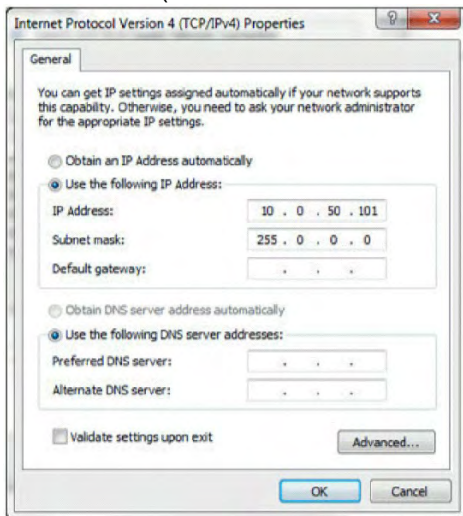 Internet Protocol Version 4 (TCP/IPv4) Properties
General
You can get IP settings assigned automatically if your network supports
this capability. Otherwise, you need to ask your network administrator
for the appropriate IP settings.
Obtain an IP Address automatically
Use the following IP Address:
IP Address: 10 . 0 . 50 . 101
Subnet mask: 255 . 0 . 0 . 0
Default gateway: . . .
Obtain DNS server address automatically
Use the following DNS server addresses:
Preferred DNS server: . . .
Alternate DNS server: . . .
Validate settings upon exit
Advanced...
OK Cancel